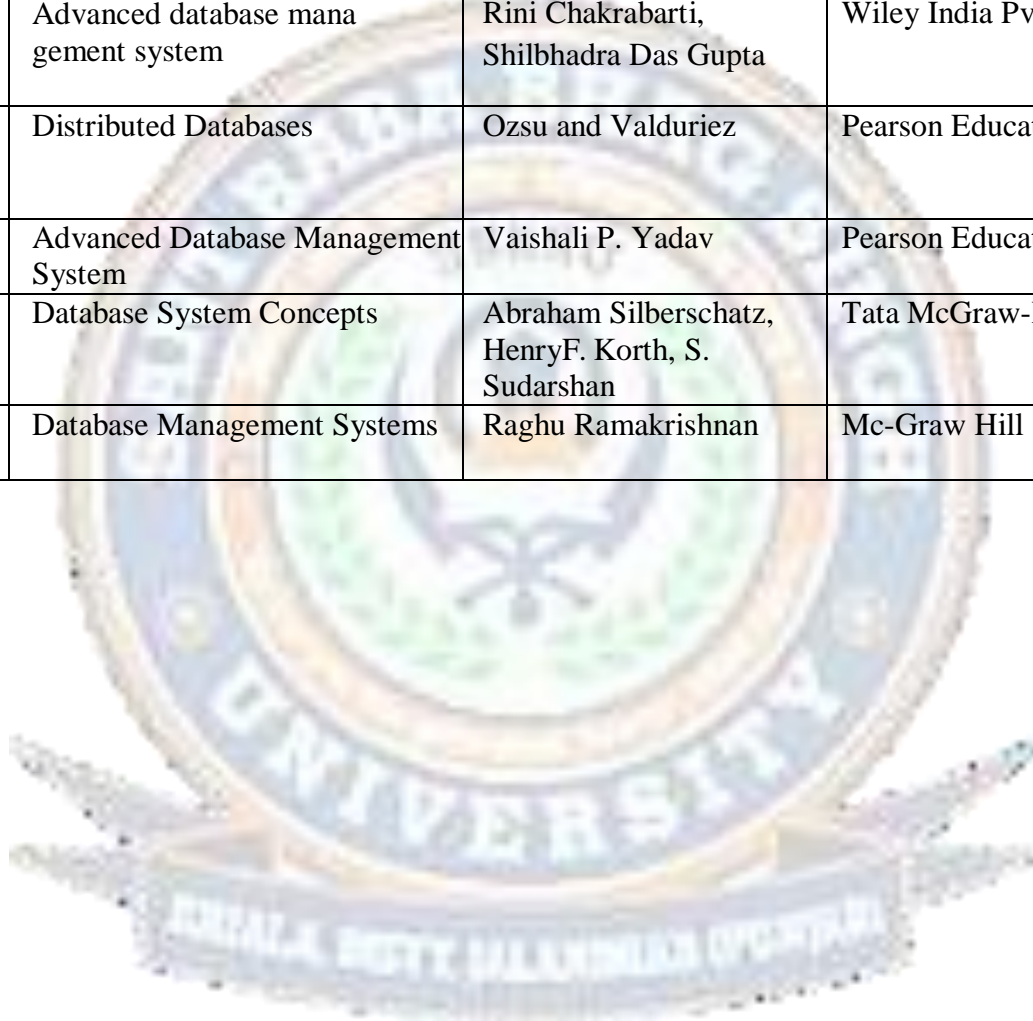 Advanced database mana
gement system
Rini Chakrabarti,
Shilbhadra Das Gupta
Wiley India Pv
Distributed Databases
Ozsu and Valduriez
Pearson Educa
Advanced Database Management
System
Vaishali P. Yadav
Pearson Educa
Database System Concepts
Abraham Silberschatz,
HenryF. Korth, S.
Sudarshan
Tata McGraw-
Database Management Systems
Raghu Ramakrishnan
Mc-Graw Hill
UNIVERSITY